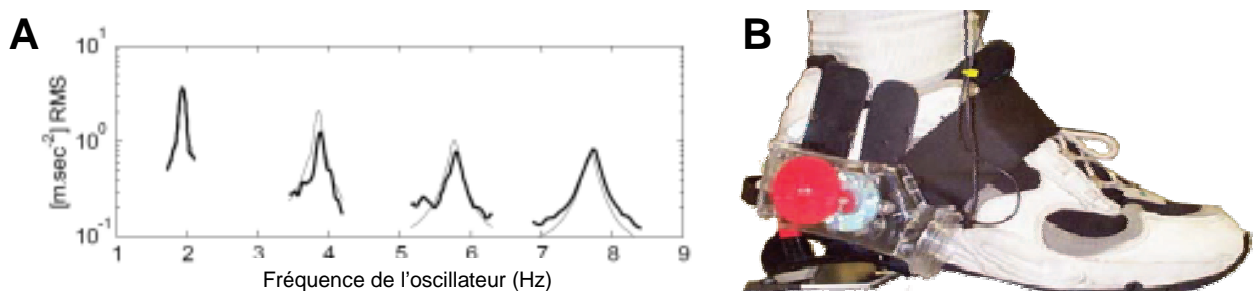 A
B
10¹
10⁰
10⁻¹
[m.sec⁻²] RMS
1 2 3 4 5 6 7 8 9
Fréquence de l'oscillateur (Hz)